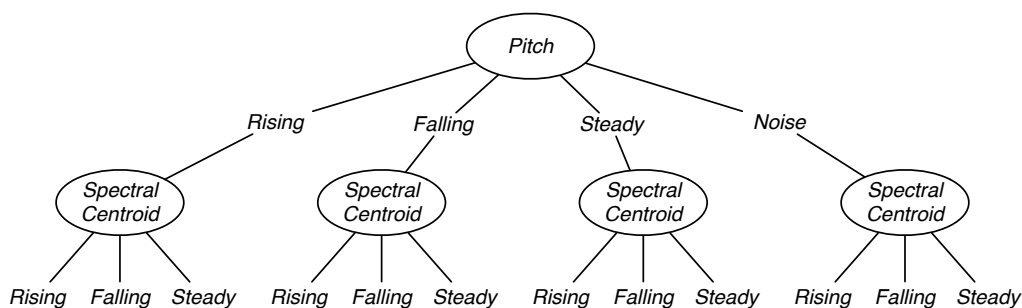 Pitch
Rising Falling Steady Noise
Spectral Centroid Spectral Centroid Spectral Centroid Spectral Centroid
Rising Falling Steady Rising Falling Steady Rising Falling Steady Rising Falling Steady